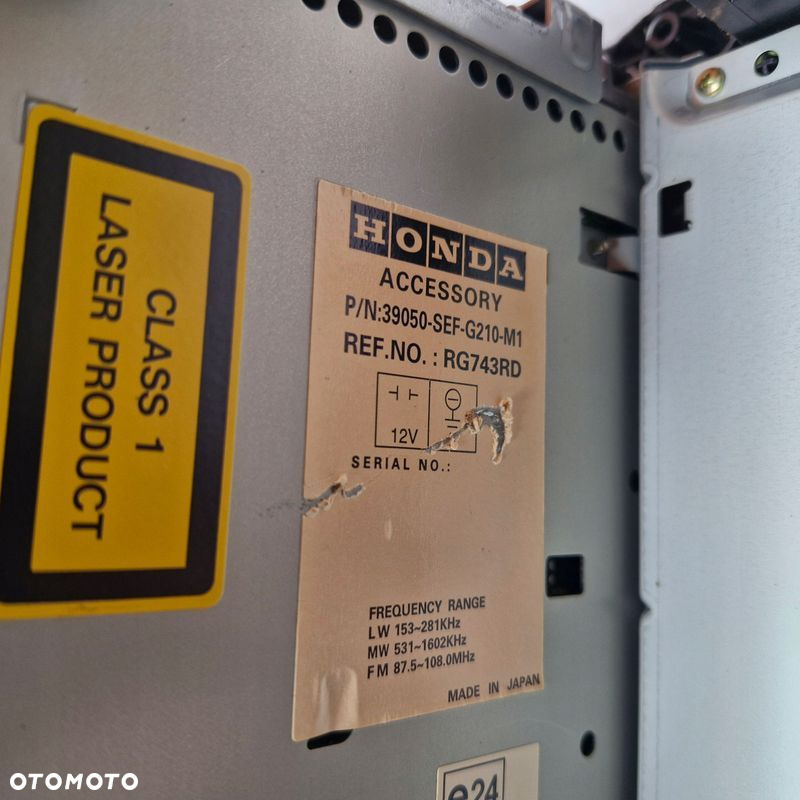 CLASS 1
LASER PRODUCT
HONDA
ACCESSORY
P/N:39050-SEF-G210-M1
REF.NO. : RG743RD
12V
SERIAL NO.:
FREQUENCY RANGE
LW 153~281KHz
MW 531~1602KHz
FM 87.5~108.0MHz
MADE IN JAPAN
e24
OTOMOTO